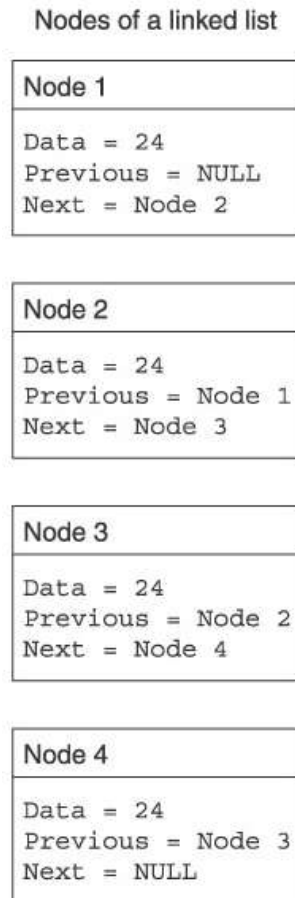 Nodes of a linked list
Node 1
Data = 24
Previous = NULL
Next = Node 2
Node 2
Data = 24
Previous = Node 1
Next = Node 3
Node 3
Data = 24
Previous = Node 2
Next = Node 4
Node 4
Data = 24
Previous = Node 3
Next = NULL